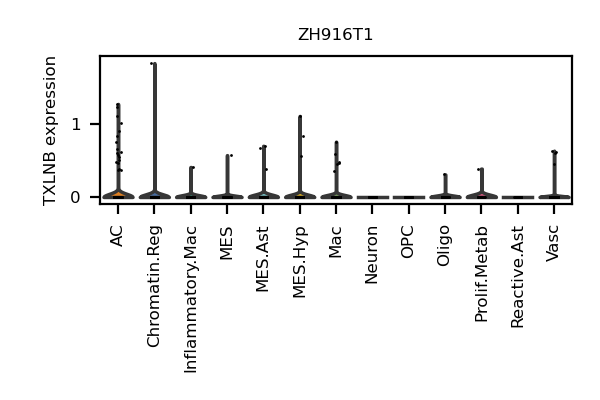 ZH916T1
TXLNB expression
1
0
AC
Chromatin.Reg
Inflammatory.Mac
MES
MES.Ast
MES.Hyp
Mac
Neuron
OPC
Oligo
Prolif.Metab
Reactive.Ast
Vasc